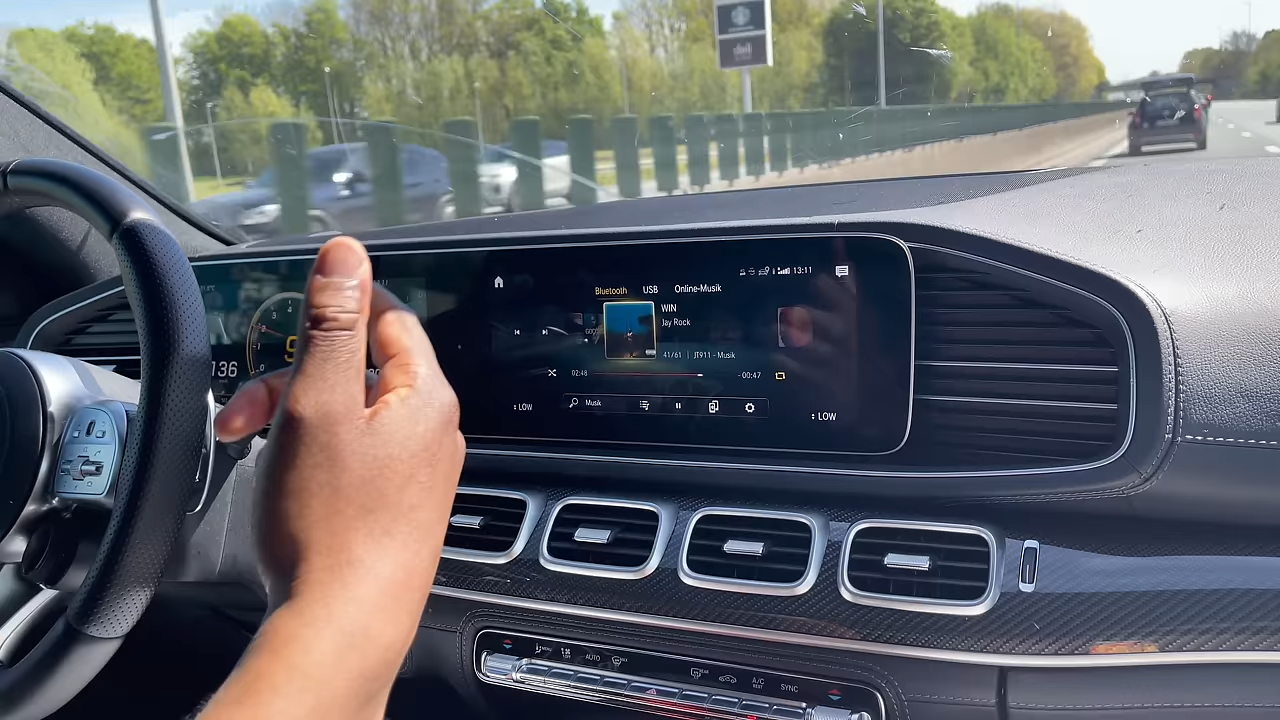 13:11
Bluetooth USB Online-Musik
WIN
Jay Rock
41/61 | JT911 - Musik
02:48 -00:47
Musik
LOW LOW
136
AUTO
REAR
A/C
SYNC